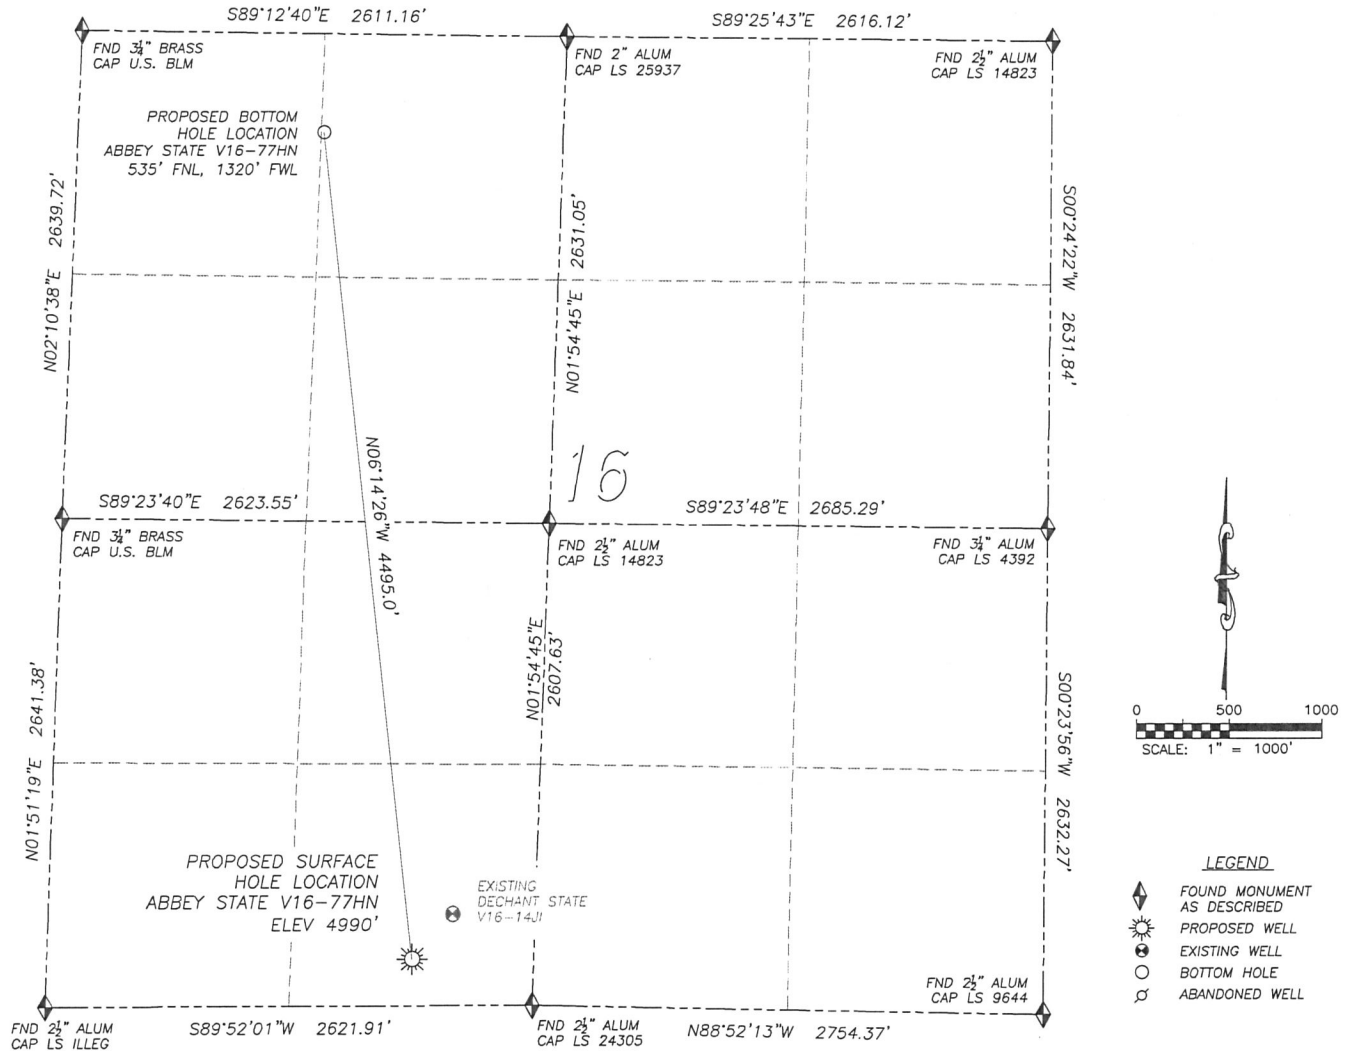 S89°12'40"E 2611.16'
S89°25'43"E 2616.12'
FND 3¼" BRASS
CAP U.S. BLM
FND 2" ALUM
CAP LS 25937
FND 2½" ALUM
CAP LS 14823
PROPOSED BOTTOM
HOLE LOCATION
ABBEY STATE V16-77HN
535' FNL, 1320' FWL
N02°10'38"E 2639.72'
N01°54'45"E 2631.05'
S00°24'22"W 2631.84'
N06°14'26"W 4495.0'
16
S89°23'40"E 2623.55'
S89°23'48"E 2685.29'
FND 3¼" BRASS
CAP U.S. BLM
FND 2½" ALUM
CAP LS 14823
FND 3¼" ALUM
CAP LS 4392
N01°51'19"E 2641.38'
N01°54'45"E
2607.63'
S00°23'56"W 2632.27'
PROPOSED SURFACE
HOLE LOCATION
ABBEY STATE V16-77HN
ELEV 4990'
EXISTING
DECHANT STATE
V16-14JI
FND 2½" ALUM
CAP LS ILLEG
S89°52'01"W 2621.91'
FND 2½" ALUM
CAP LS 24305
N88°52'13"W 2754.37'
FND 2½" ALUM
CAP LS 9644
0 500 1000
SCALE: 1" = 1000'
LEGEND
FOUND MONUMENT
AS DESCRIBED
PROPOSED WELL
EXISTING WELL
BOTTOM HOLE
ABANDONED WELL